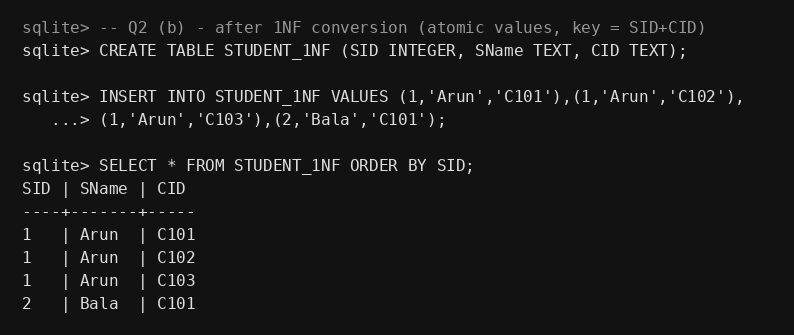 sqlite> -- Q2 (b) - after 1NF conversion (atomic values, key = SID+CID)
sqlite> CREATE TABLE STUDENT_1NF (SID INTEGER, SName TEXT, CID TEXT);
sqlite> INSERT INTO STUDENT_1NF VALUES (1,'Arun','C101'),(1,'Arun','C102'),
   ...> (1,'Arun','C103'),(2,'Bala','C101');
sqlite> SELECT * FROM STUDENT_1NF ORDER BY SID;
SID | SName | CID
----+-------+-----
1   | Arun  | C101
1   | Arun  | C102
1   | Arun  | C103
2   | Bala  | C101